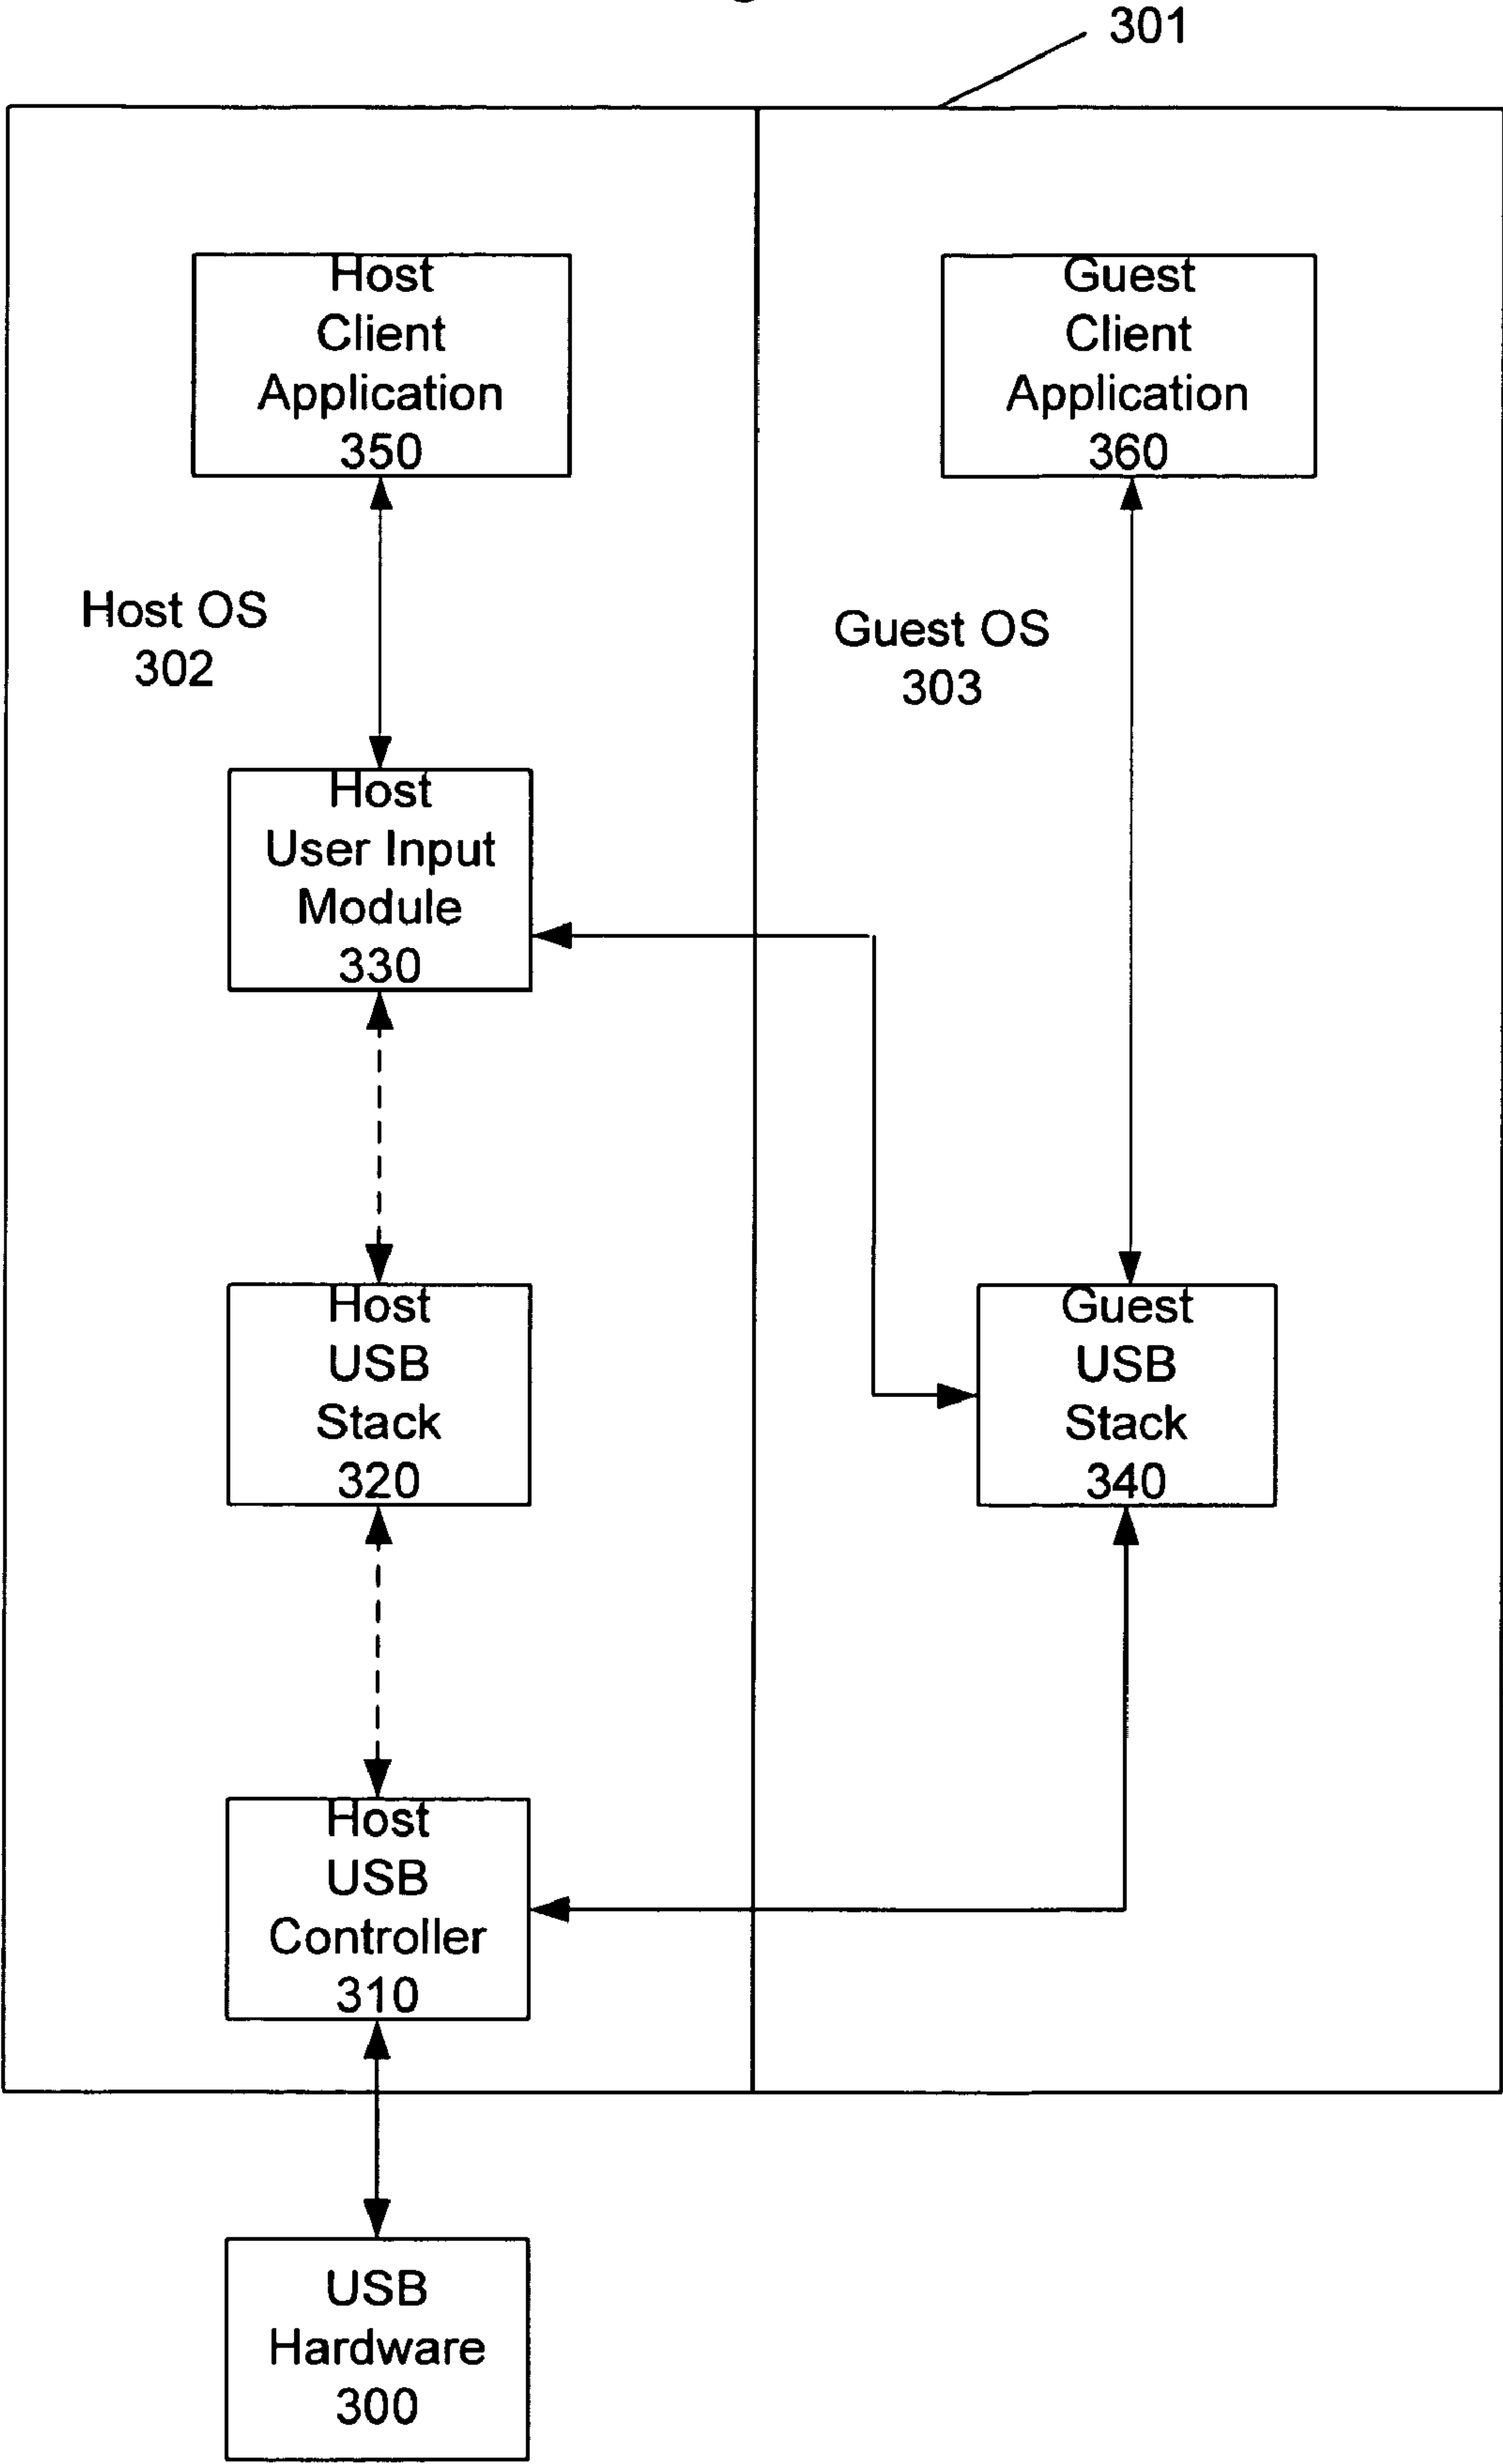 301
Host
Client
Application
350
Guest
Client
Application
360
Host OS
302
Guest OS
303
Host
User Input
Module
330
Host
USB
Stack
320
Guest
USB
Stack
340
Host
USB
Controller
310
USB
Hardware
300